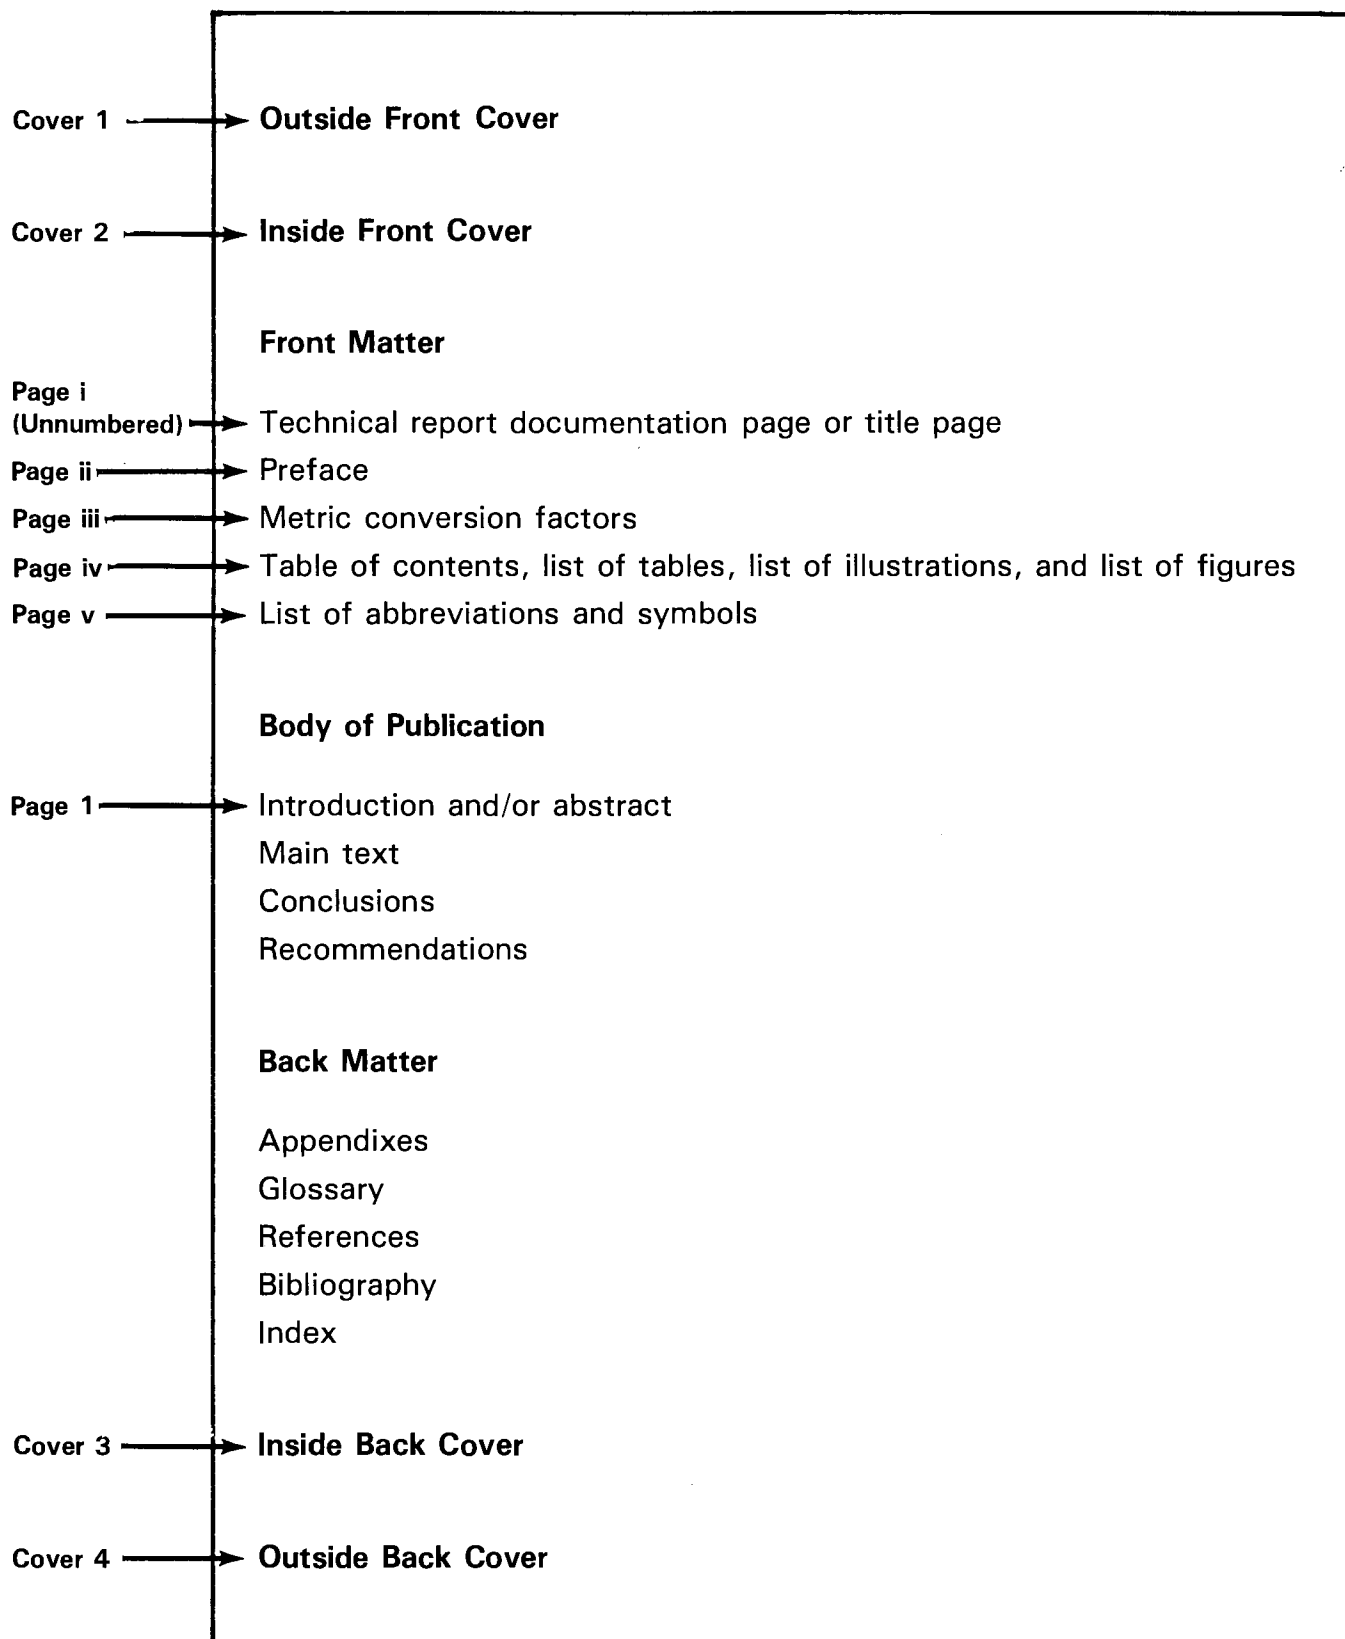 Cover 1 Outside Front Cover
Cover 2 Inside Front Cover
Front Matter
Page i
(Unnumbered) Technical report documentation page or title page
Page ii Preface
Page iii Metric conversion factors
Page iv Table of contents, list of tables, list of illustrations, and list of figures
Page v List of abbreviations and symbols
Body of Publication
Page 1 Introduction and/or abstract
Main text
Conclusions
Recommendations
Back Matter
Appendixes
Glossary
References
Bibliography
Index
Cover 3 Inside Back Cover
Cover 4 Outside Back Cover